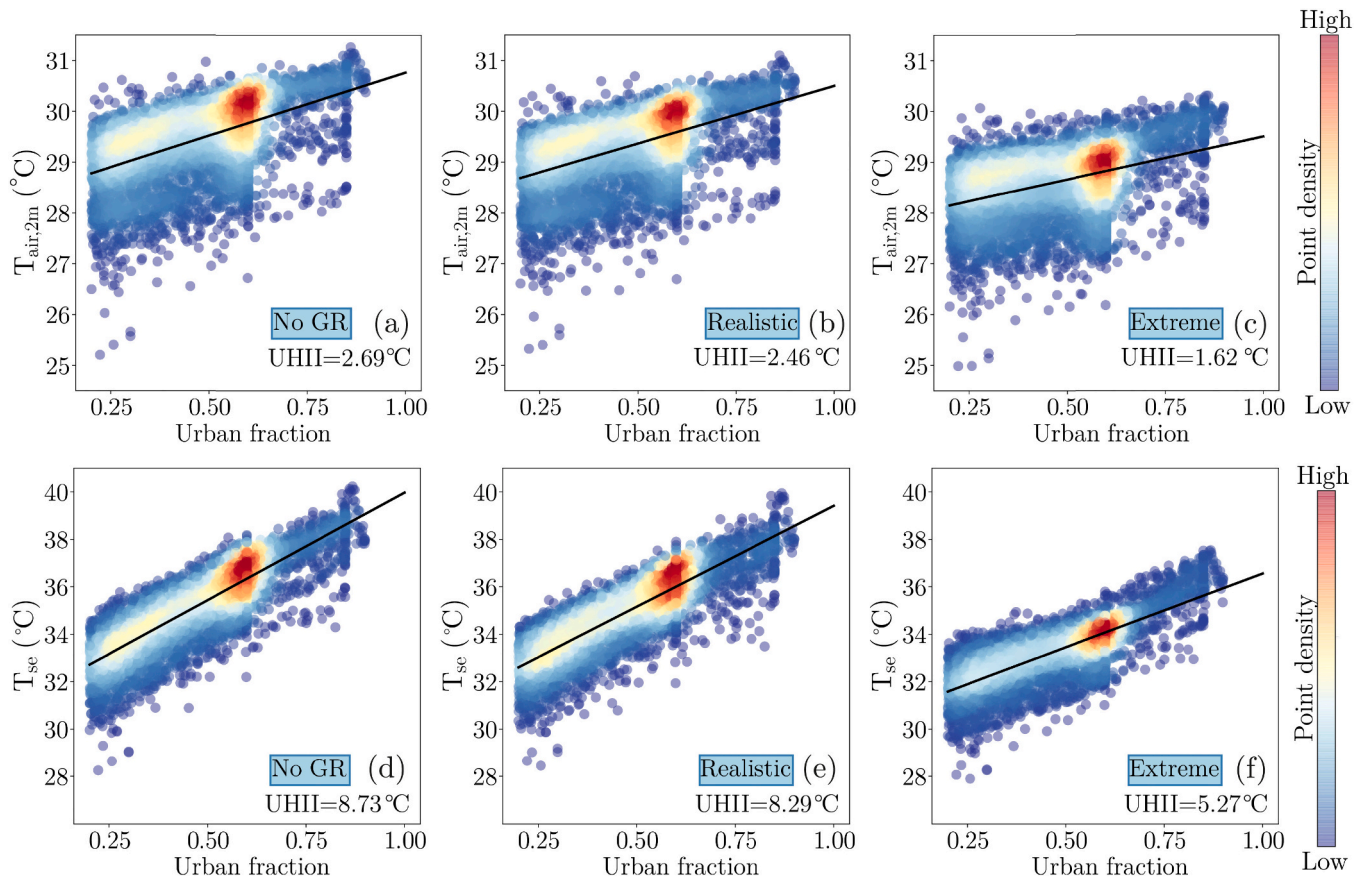 High
Point density
Low
31
30
29
28
27
26
25
T_air,2m (°C)
No GR (a)
UHII=2.69°C
0.25 0.50 0.75 1.00
Urban fraction
31
30
29
28
27
26
25
T_air,2m (°C)
Realistic (b)
UHII=2.46°C
0.25 0.50 0.75 1.00
Urban fraction
31
30
29
28
27
26
25
T_air,2m (°C)
Extreme (c)
UHII=1.62°C
0.25 0.50 0.75 1.00
Urban fraction
High
Point density
Low
40
38
36
34
32
30
28
T_se (°C)
No GR (d)
UHII=8.73°C
0.25 0.50 0.75 1.00
Urban fraction
40
38
36
34
32
30
28
T_se (°C)
Realistic (e)
UHII=8.29°C
0.25 0.50 0.75 1.00
Urban fraction
40
38
36
34
32
30
28
T_se (°C)
Extreme (f)
UHII=5.27°C
0.25 0.50 0.75 1.00
Urban fraction